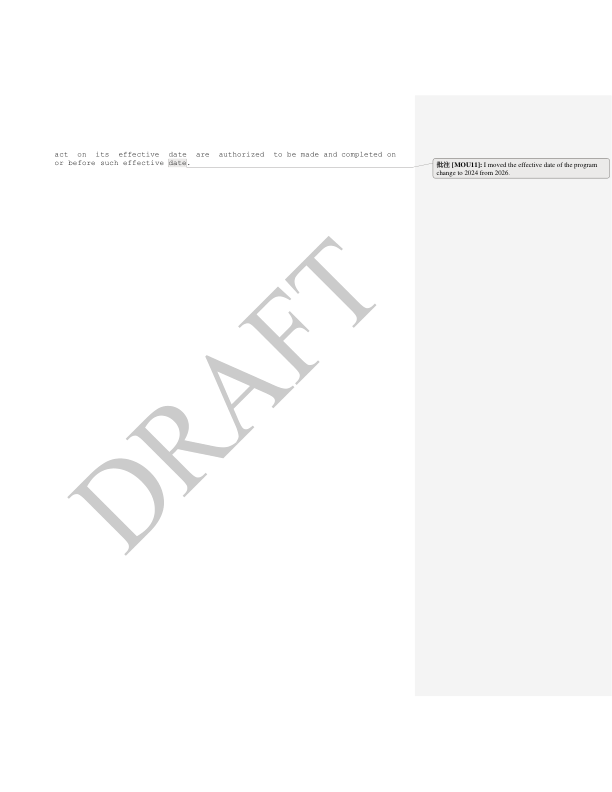 act on its effective date are authorized to be made and completed on
or before such effective date.
批注 [MOU11]: I moved the effective date of the program
change to 2024 from 2026.
DRAFT